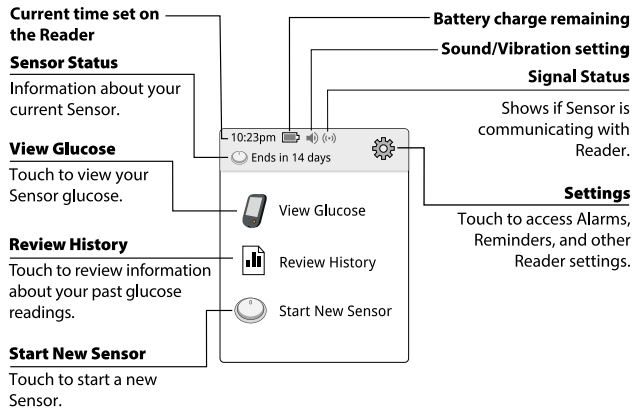 Current time set on
the Reader
Sensor Status
Information about your
current Sensor.
View Glucose
Touch to view your
Sensor glucose.
Review History
Touch to review information
about your past glucose
readings.
Start New Sensor
Touch to start a new
Sensor.
10:23pm
Ends in 14 days
View Glucose
Review History
Start New Sensor
Battery charge remaining
Sound/Vibration setting
Signal Status
Shows if Sensor is
communicating with
Reader.
Settings
Touch to access Alarms,
Reminders, and other
Reader settings.